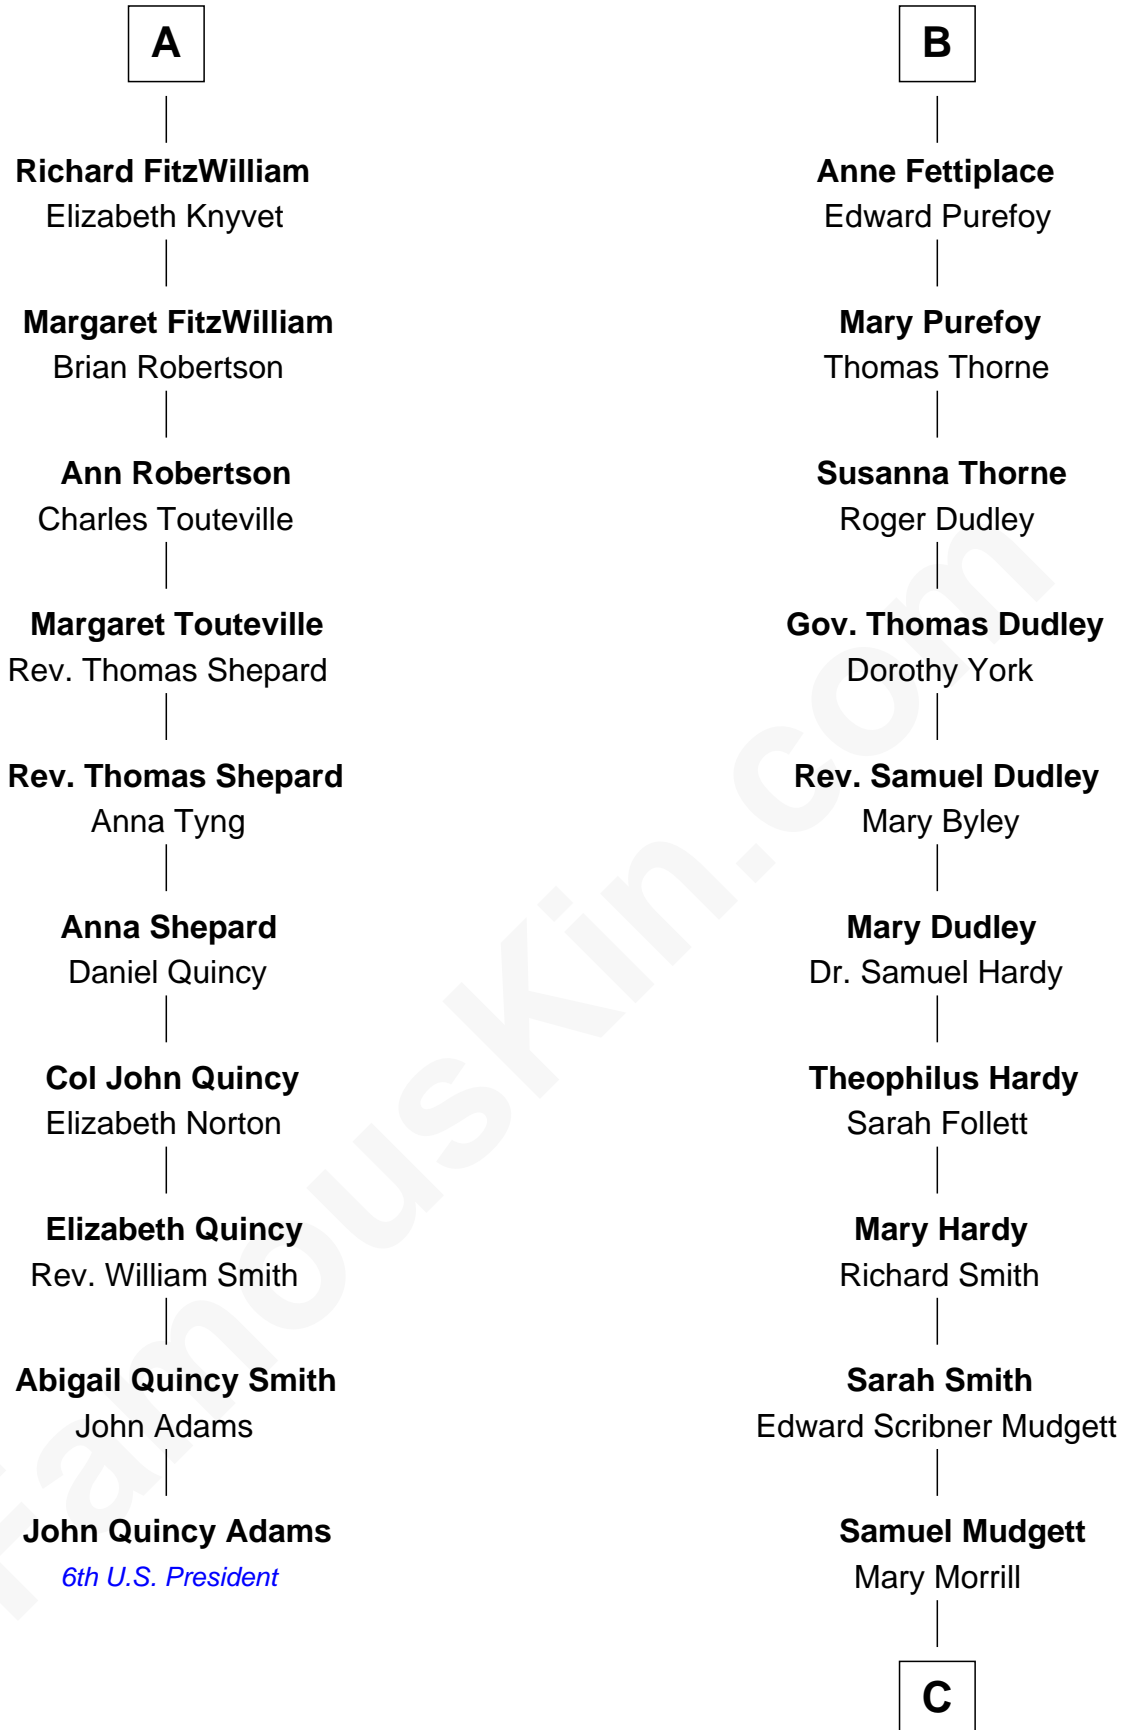 A
Richard FitzWilliam
Elizabeth Knyvet
Margaret FitzWilliam
Brian Robertson
Ann Robertson
Charles Touteville
Margaret Touteville
Rev. Thomas Shepard
Rev. Thomas Shepard
Anna Tyng
Anna Shepard
Daniel Quincy
Col John Quincy
Elizabeth Norton
Elizabeth Quincy
Rev. William Smith
Abigail Quincy Smith
John Adams
John Quincy Adams
6th U.S. President
B
Anne Fettiplace
Edward Purefoy
Mary Purefoy
Thomas Thorne
Susanna Thorne
Roger Dudley
Gov. Thomas Dudley
Dorothy York
Rev. Samuel Dudley
Mary Byley
Mary Dudley
Dr. Samuel Hardy
Theophilus Hardy
Sarah Follett
Mary Hardy
Richard Smith
Sarah Smith
Edward Scribner Mudgett
Samuel Mudgett
Mary Morrill
C
FamousKin.com